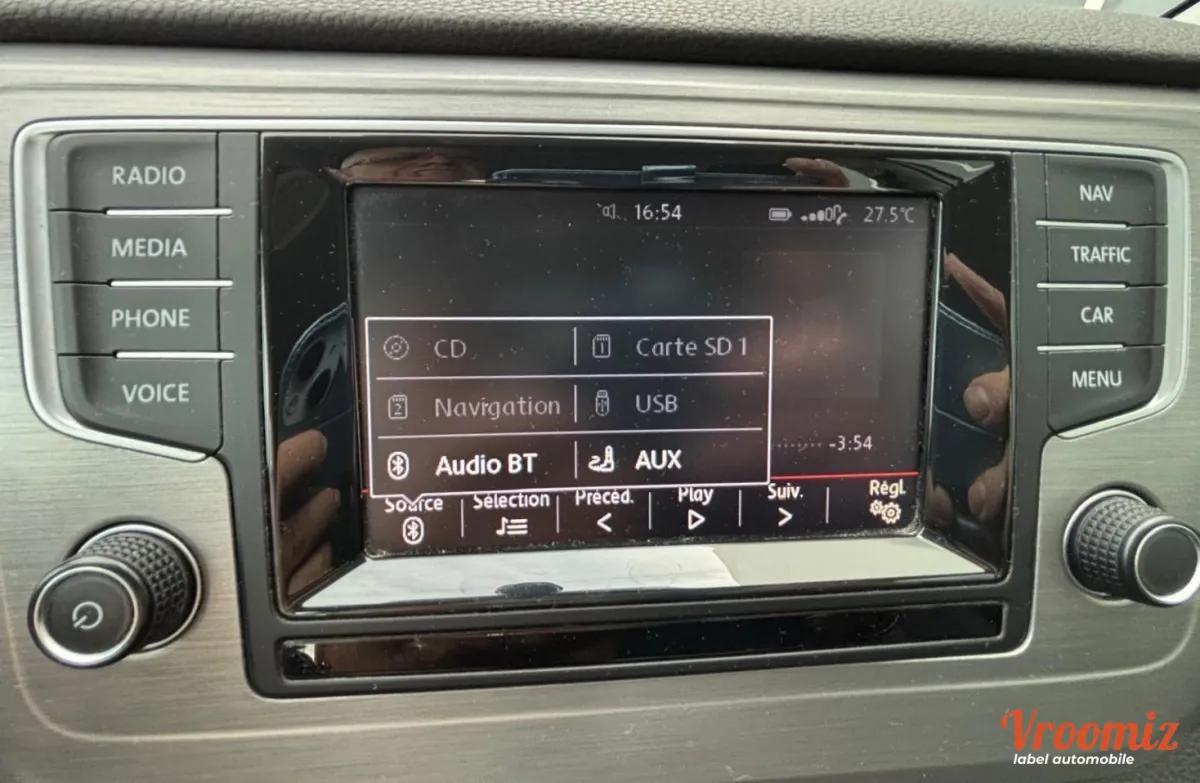 RADIO
MEDIA
PHONE
VOICE
16:54
27.5°C
CD
Carte SD 1
Navigation
USB
Audio BT
AUX
-3:54
Source
Sélection
Précéd.
Play
Suiv.
Régl.
NAV
TRAFFIC
CAR
MENU
Vroomiz
label automobile